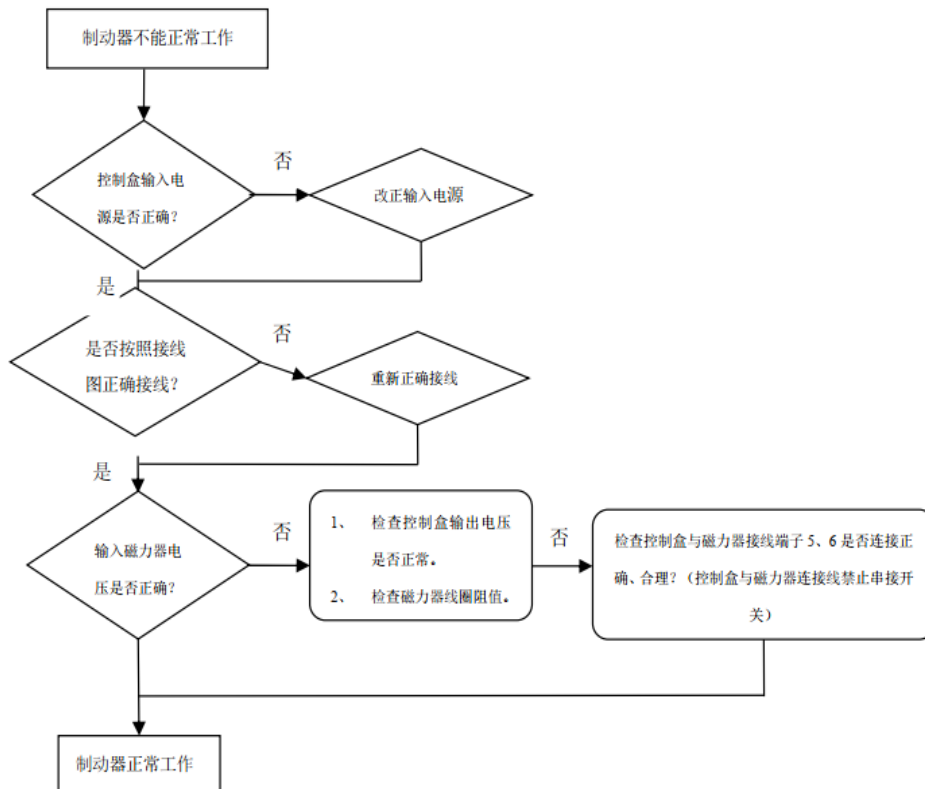 制动器不能正常工作
控制盒输入电
源是否正确？
否
改正输入电源
是
是否按照接线
图正确接线？
否
重新正确接线
是
输入磁力器电
压是否正确？
否
1、 检查控制盒输出电压
是否正常。
2、 检查磁力器线圈阻值。
否
检查控制盒与磁力器接线端子 5、6 是否连接正
确、合理？（控制盒与磁力器连接线禁止串接开
关）
制动器正常工作